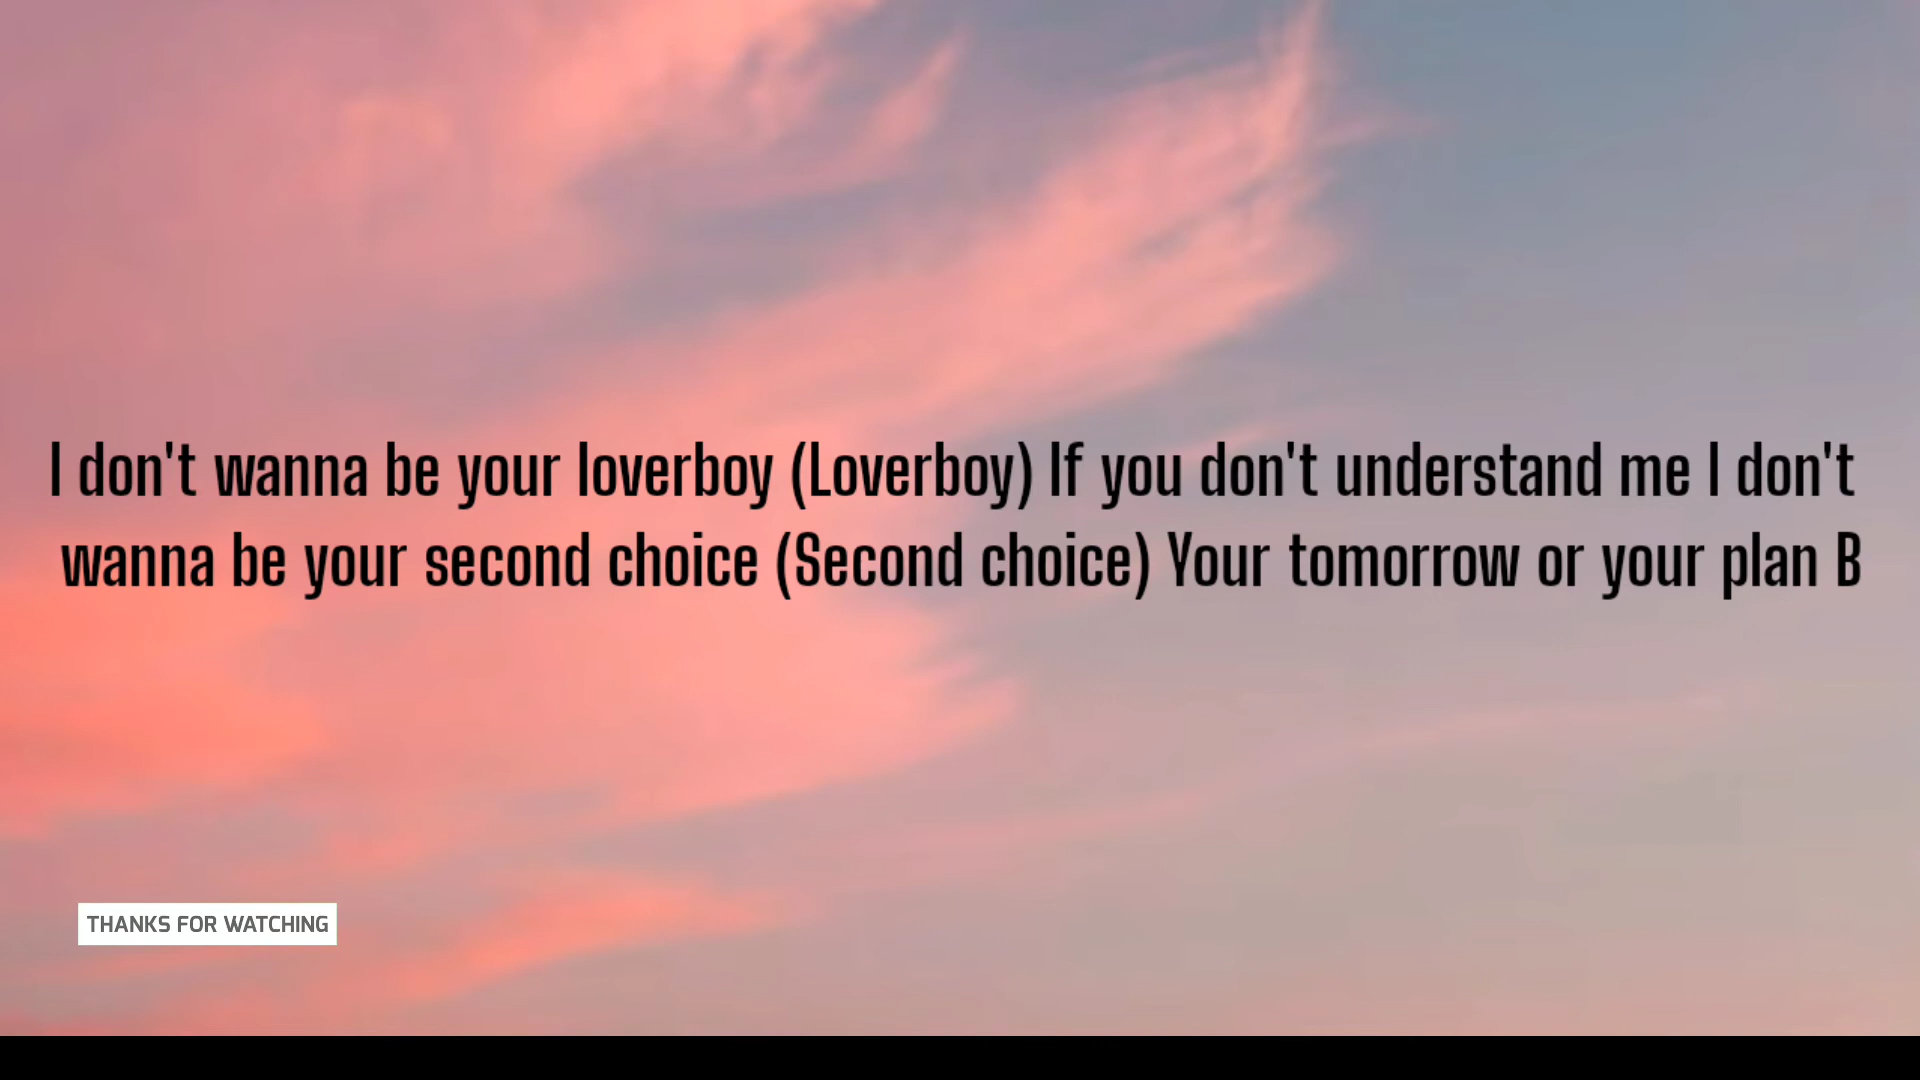 I don't wanna be your loverboy (Loverboy) If you don't understand me I don't
wanna be your second choice (Second choice) Your tomorrow or your plan B
THANKS FOR WATCHING